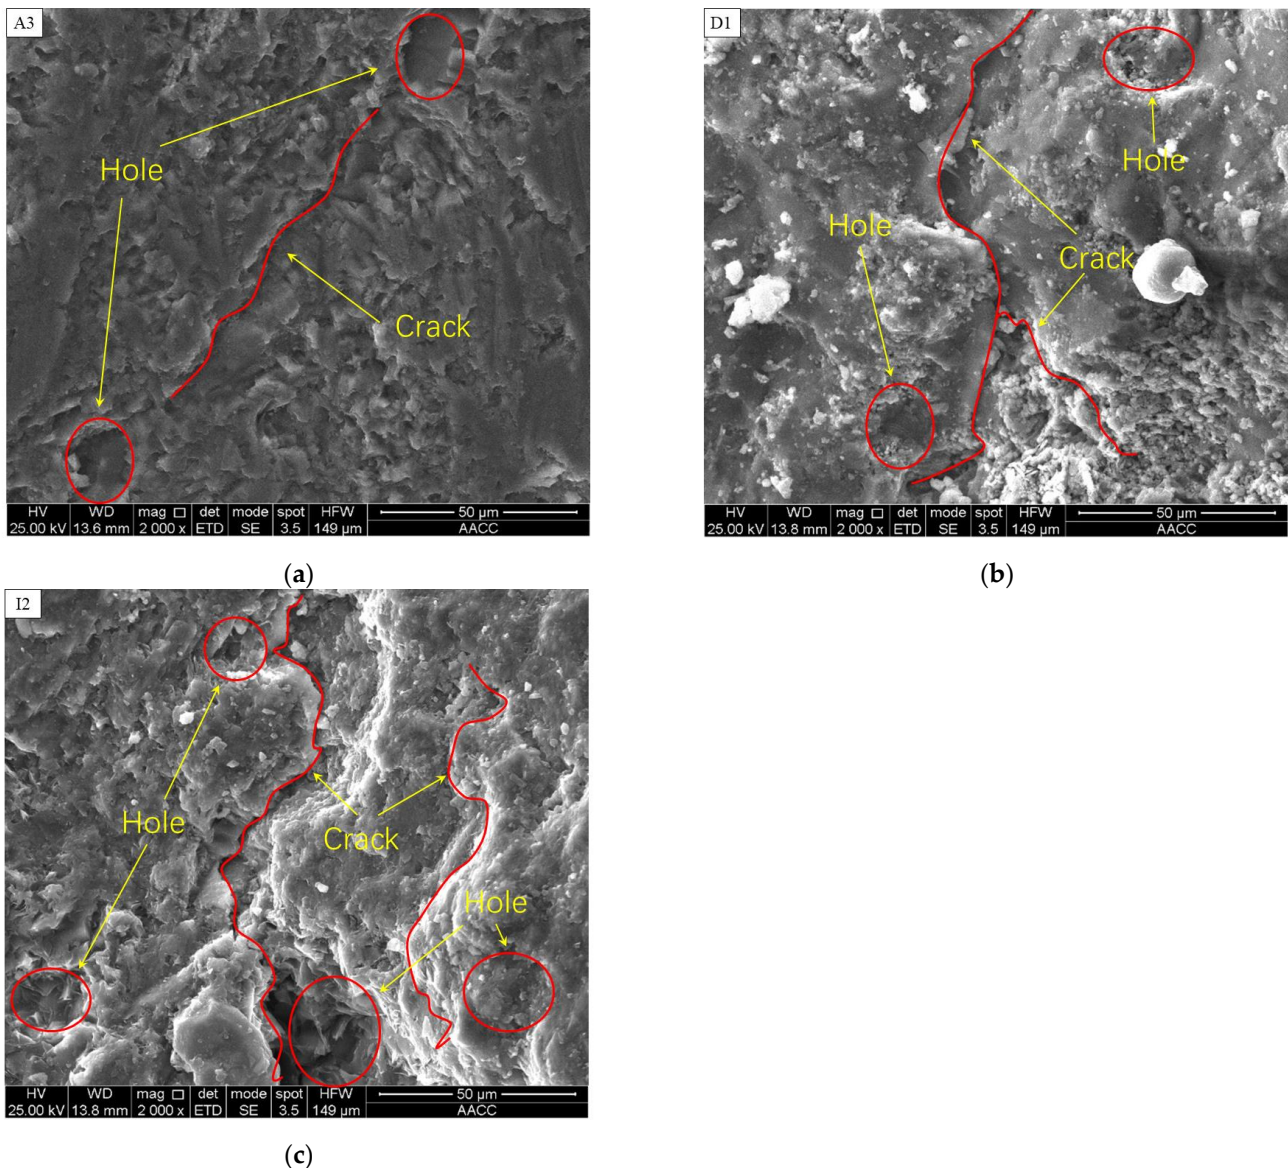 A3
Hole
Crack
HV WD mag □ det mode spot HFW 50 µm
25.00 kV 13.6 mm 2 000 x ETD SE 3.5 149 µm AACC
(a)
D1
Hole
Hole
Crack
HV WD mag □ det mode spot HFW 50 µm
25.00 kV 13.8 mm 2 000 x ETD SE 3.5 149 µm AACC
(b)
I2
Hole
Crack
Hole
HV WD mag □ det mode spot HFW 50 µm
25.00 kV 13.8 mm 2 000 x ETD SE 3.5 149 µm AACC
(c)